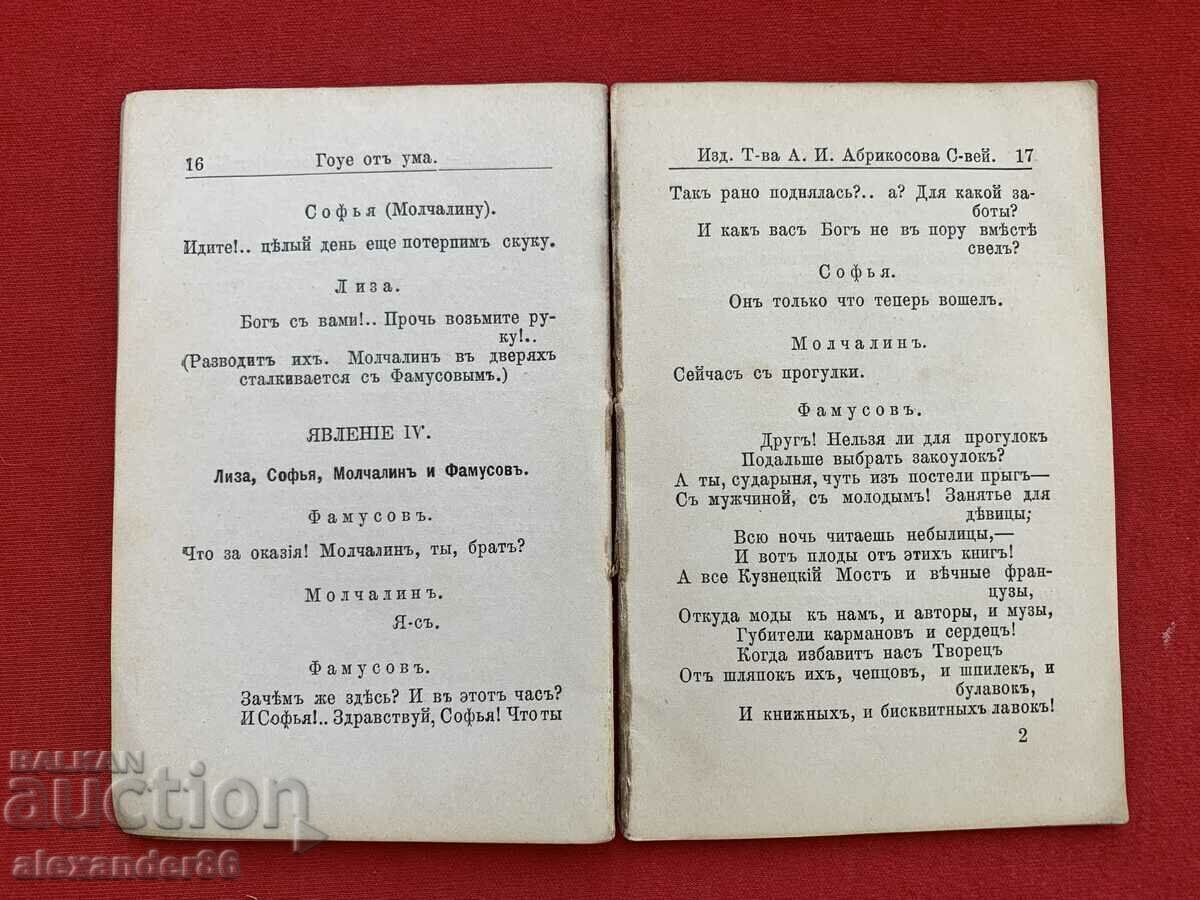 16 Гоуе отъ ума.
Софья (Молчалину).
Идите!.. цѣлый день еще потерпимъ скуку.
Лиза.
Богъ съ вами!.. Прочь возьмите ру-
ку!..
(Разводитъ ихъ. Молчалинъ въ дверяхъ
сталкивается съ Фамусовымъ.)
ЯВЛЕНІЕ IV.
Лиза, Софья, Молчалинъ и Фамусовъ.
Фамусовъ.
Что за оказія! Молчалинъ, ты, братъ?
Молчалинъ.
Я-съ.
Фамусовъ.
Зачѣмъ же здѣсь? И въ этотъ часъ?
И Софья!.. Здравствуй, Софья! Что ты
Изд. Т-ва А. И. Абрикосова С-вей. 17
Такъ рано поднялась?.. а? Для какой за-
боты?
И какъ васъ Богъ не въ пору вмѣстѣ
свелъ?
Софья.
Онъ только что теперь вошелъ.
Молчалинъ.
Сейчасъ съ прогулки.
Фамусовъ.
Другъ! Нельзя ли для прогулокъ
Подальше выбрать закоулокъ?
А ты, сударыня, чуть изъ постели прыгъ—
Съ мужчиной, съ молодымъ! Занятье для
дѣвицы;
Всю ночь читаешь небылицы,—
И вотъ плоды отъ этихъ книгъ!
А все Кузнецкій Мостъ и вѣчные фран-
цузы,
Откуда моды къ намъ, и авторы, и музы,
Губители кармановъ и сердецъ!
Когда избавитъ насъ Творецъ
Отъ шляпокъ ихъ, чепцовъ, и шпилекъ, и
булавокъ,
И книжныхъ, и бисквитныхъ лавокъ!
2
BALKAN
auction
alexander86